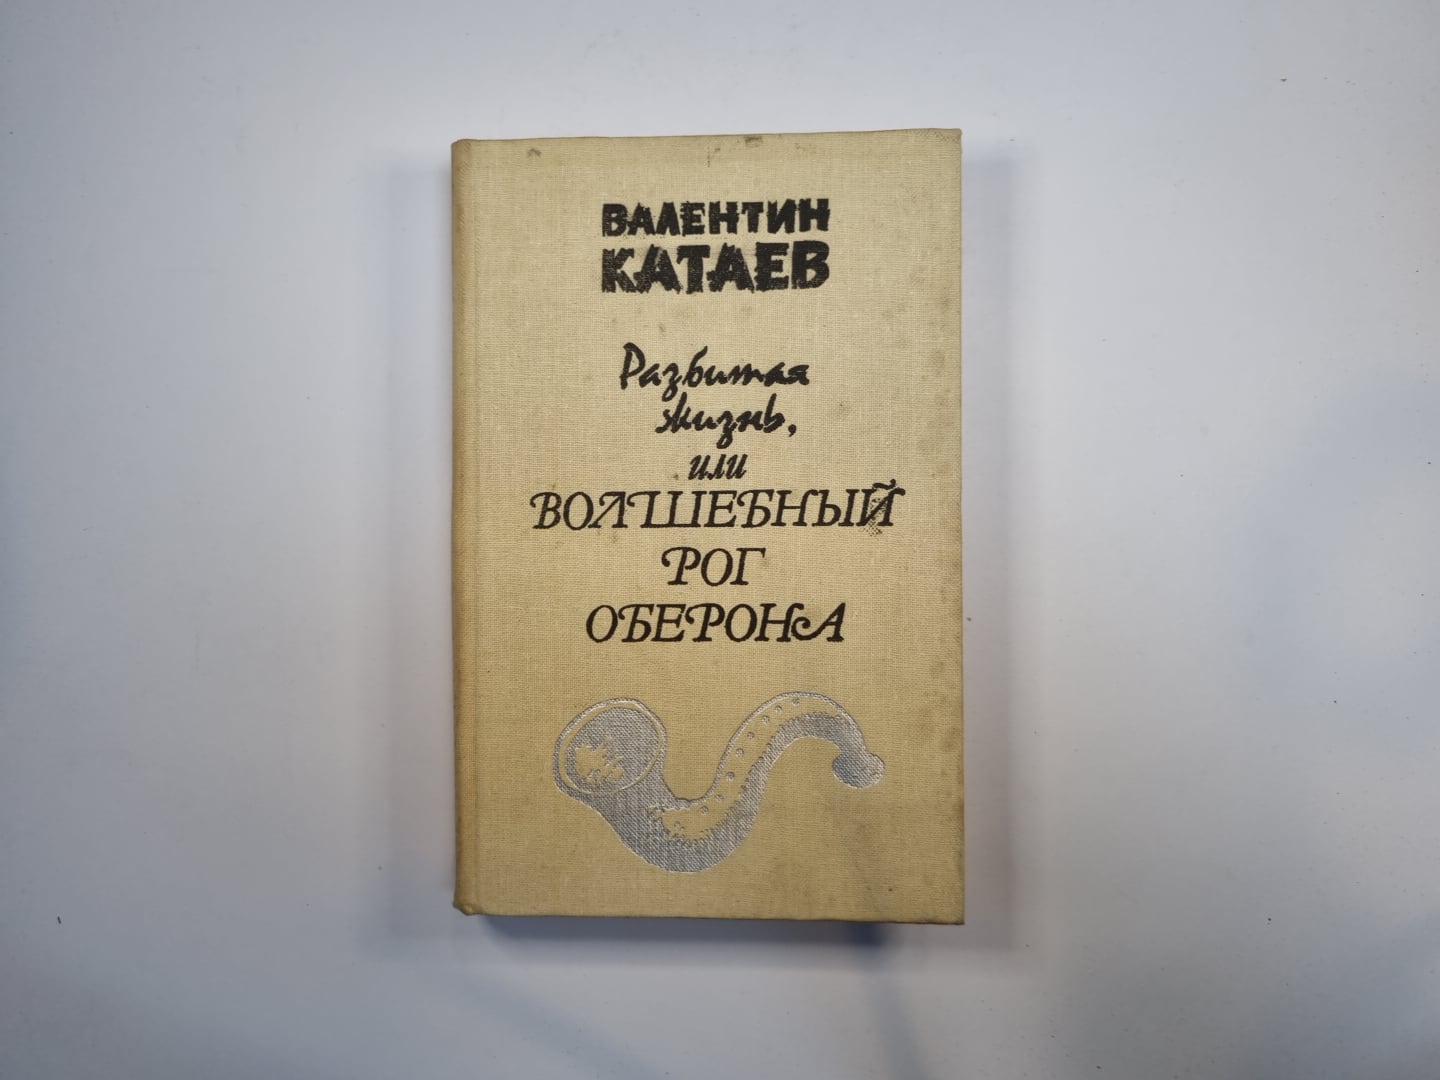 ВАЛЕНТИН
КАТАЕВ
Разбитая
жизнь,
или
ВОЛШЕБНЫЙ
РОГ
ОБЕРОНА